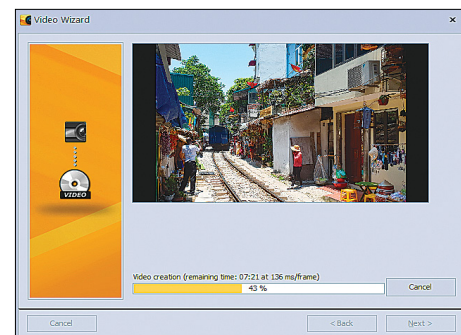 Video Wizard
VIDEO
Video creation (remaining time: 07:21 at 136 ms/frame)
43 %
Cancel
Cancel
< Back
Next >